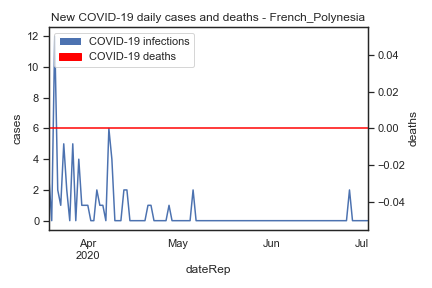 New COVID-19 daily cases and deaths - French_Polynesia
COVID-19 infections
COVID-19 deaths
12
10
8
6
4
2
0
cases
0.04
0.02
0.00
−0.02
−0.04
deaths
Apr
2020
May
Jun
Jul
dateRep